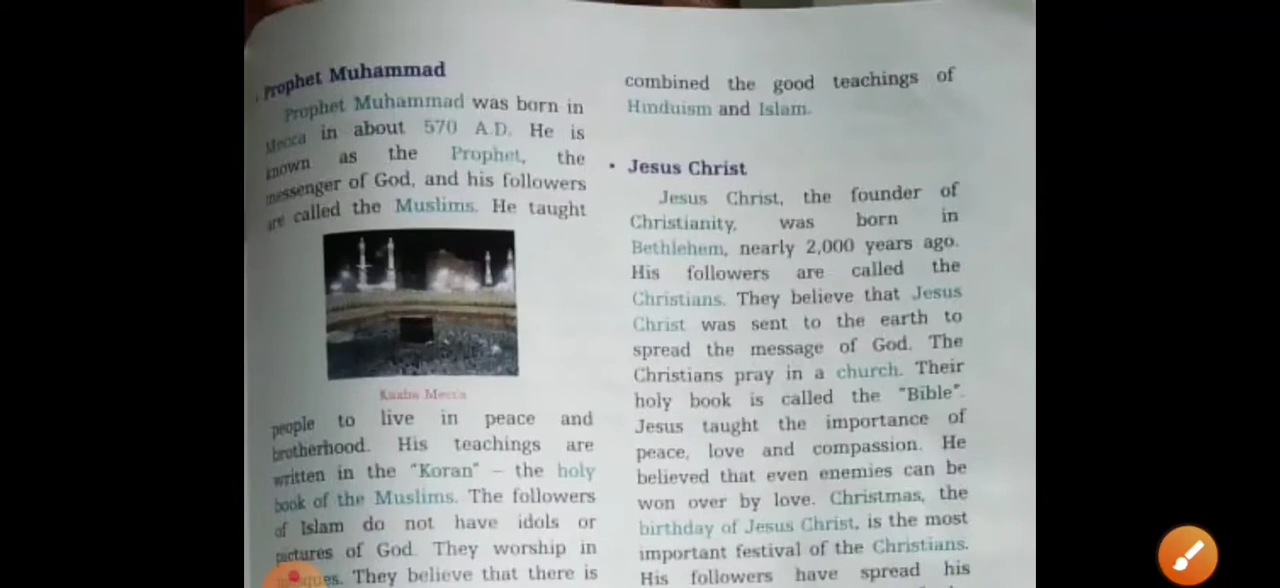 Prophet Muhammad
Prophet Muhammad was born in
Mecca in about 570 A.D. He is
known as the Prophet, the
messenger of God, and his followers
are called the Muslims. He taught
Kaaba Mecca
people to live in peace and
brotherhood. His teachings are
written in the "Koran" – the holy
book of the Muslims. The followers
of Islam do not have idols or
pictures of God. They worship in
mosques. They believe that there is
combined the good teachings of
Hinduism and Islam.
• Jesus Christ
Jesus Christ, the founder of
Christianity, was born in
Bethlehem, nearly 2,000 years ago.
His followers are called the
Christians. They believe that Jesus
Christ was sent to the earth to
spread the message of God. The
Christians pray in a church. Their
holy book is called the "Bible".
Jesus taught the importance of
peace, love and compassion. He
believed that even enemies can be
won over by love. Christmas, the
birthday of Jesus Christ, is the most
important festival of the Christians.
His followers have spread his